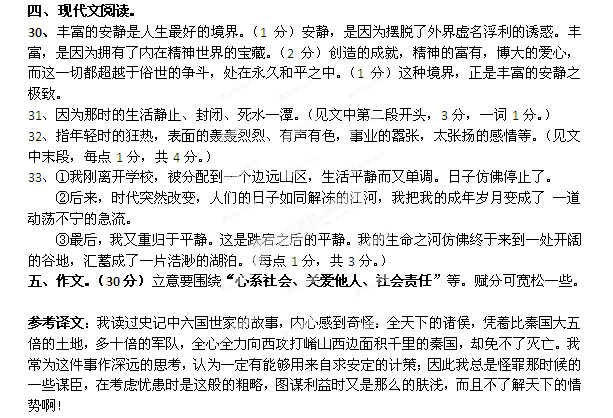 四、现代文阅读。
30、丰富的安静是人生最好的境界。（1 分）安静，是因为摆脱了外界虚名浮利的诱惑。丰
富，是因为拥有了内在精神世界的宝藏。（2 分）创造的成就，精神的富有，博大的爱心，
而这一切都超越于俗世的争斗，处在永久和平之中。（1 分）这种境界，正是丰富的安静之
极致。
31、因为那时的生活静止、封闭、死水一潭。（见文中第二段开头，3 分，一词 1 分。）
32、指年轻时的狂热，表面的轰轰烈烈、有声有色，事业的嚣张，太张扬的感情等。（见文
中末段，每点 1 分，共 4 分。）
33、①我刚离开学校，被分配到一个边远山区，生活平静而又单调。日子仿佛停止了。
②后来，时代突然改变，人们的日子如同解冻的江河，我把我的成年岁月变成了 一道
动荡不宁的急流。
③最后，我又重归于平静。这是跌宕之后的平静。我的生命之河仿佛终于来到一处开阔
的谷地，汇蓄成了一片浩渺的湖泊。（每点 1 分，共 3 分。）
五、作文。（30 分）立意要围绕“心系社会、关爱他人、社会责任”等。赋分可宽松一些。
参考译文：我读过史记中六国世家的故事，内心感到奇怪：全天下的诸侯，凭着比秦国大五
倍的土地，多十倍的军队，全心全力向西攻打崤山西边面积千里的秦国，却免不了灭亡。我
常为这件事作深远的思考，认为一定有能够用来自求安定的计策；因此我总是怪罪那时候的
一些谋臣，在考虑忧患时是这般的粗略，图谋利益时又是那么的肤浅，而且不了解天下的情
势啊！